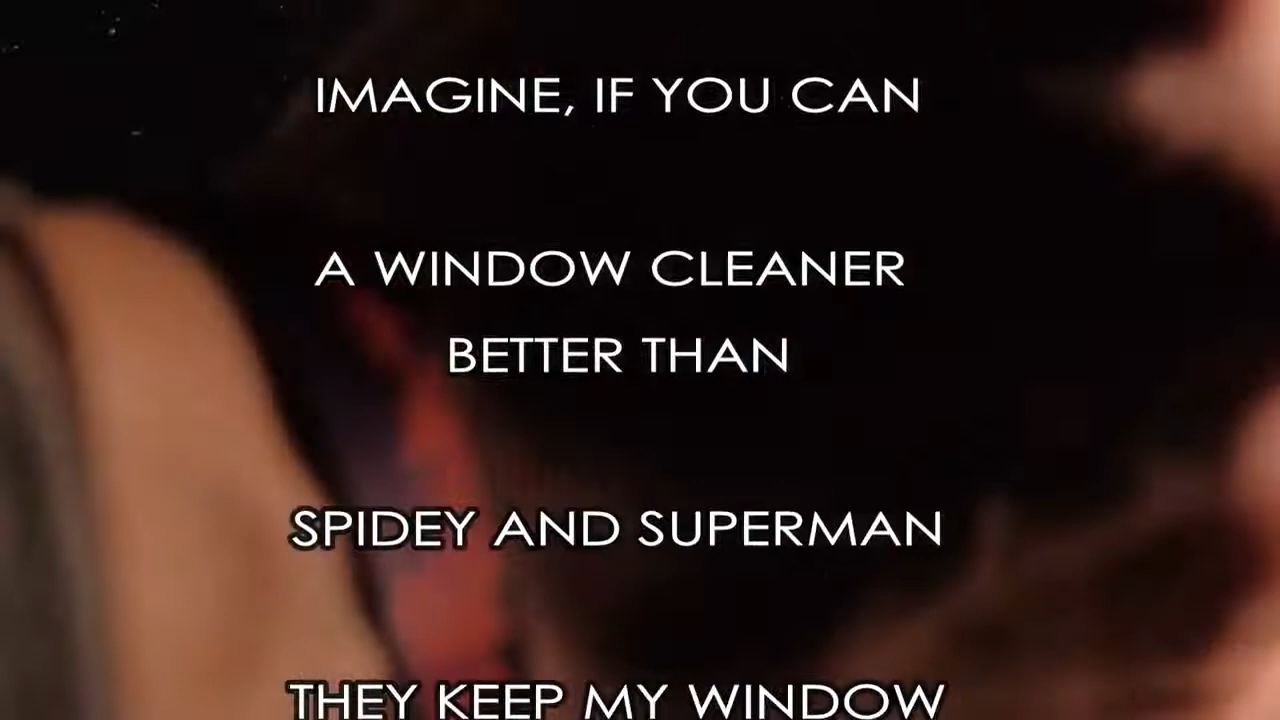 IMAGINE, IF YOU CAN
A WINDOW CLEANER
BETTER THAN
SPIDEY AND SUPERMAN
THEY KEEP MY WINDOW